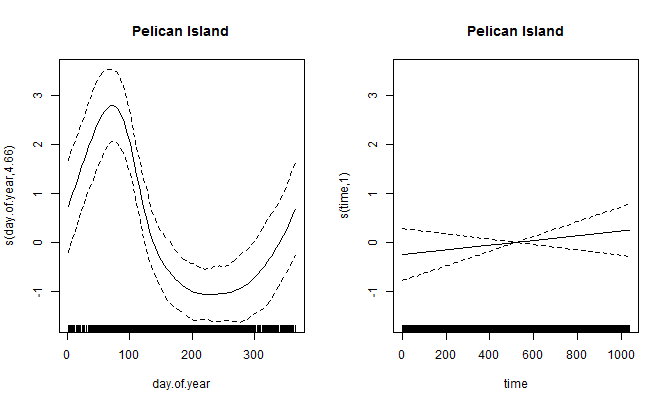 Pelican Island
s(day.of.year,4.66)
3
2
1
0
-1
0 100 200 300
day.of.year
Pelican Island
s(time,1)
3
2
1
0
-1
0 200 400 600 800 1000
time